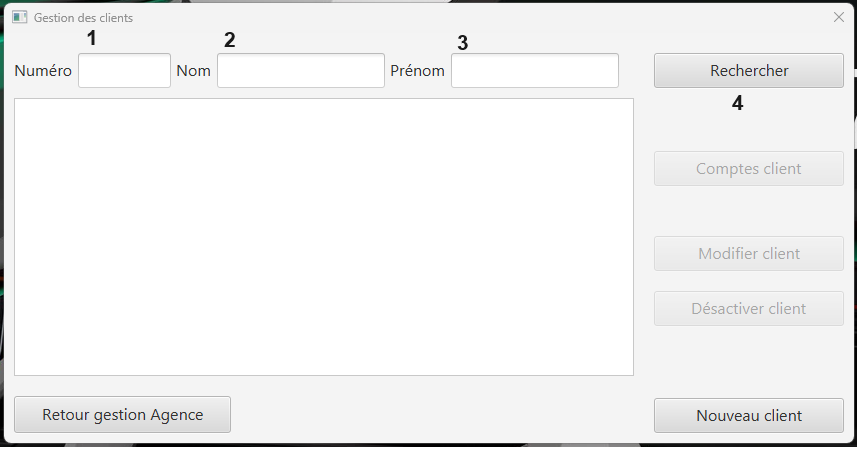 Gestion des clients
1 2 3
Numéro Nom Prénom Rechercher
4
Comptes client
Modifier client
Désactiver client
Retour gestion Agence Nouveau client